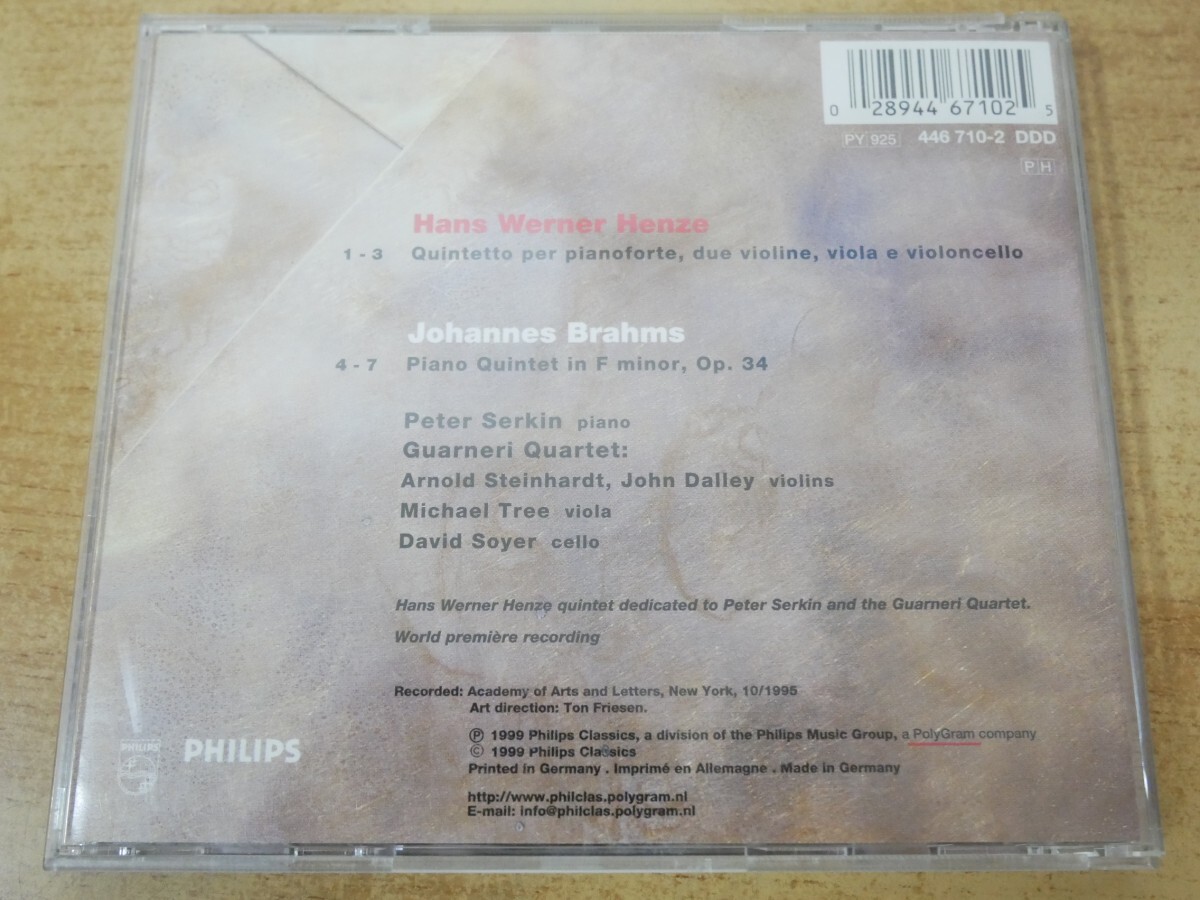 0 28944 67102 5
PY 925 446 710-2 DDD
P H
Hans Werner Henze
1 - 3 Quintetto per pianoforte, due violine, viola e violoncello
Johannes Brahms
4 - 7 Piano Quintet in F minor, Op. 34
Peter Serkin piano
Guarneri Quartet:
Arnold Steinhardt, John Dalley violins
Michael Tree viola
David Soyer cello
Hans Werner Henze quintet dedicated to Peter Serkin and the Guarneri Quartet.
World première recording
Recorded: Academy of Arts and Letters, New York, 10/1995
Art direction: Ton Friesen.
℗ 1999 Philips Classics, a division of the Philips Music Group, a PolyGram company
© 1999 Philips Classics
Printed in Germany . Imprimé en Allemagne . Made in Germany
http://www.philclas.polygram.nl
E-mail: info@philclas.polygram.nl
PHILIPS PHILIPS